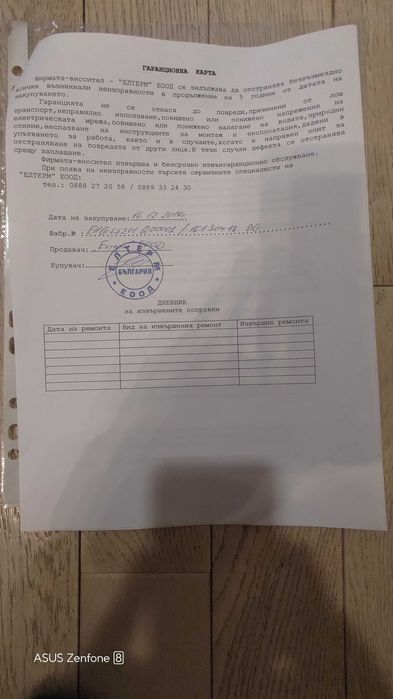 ГАРАНЦИОННА КАРТА
Фирмата-вносител – "ЕЛТЕРМ" ЕООД се задължава да отстранява безвъзмездно
всички възникнали неизправности в продължение на 5 години от датата на
закупуването.
Гаранцията не се отнася до повреди, причинени от лош
транспорт, неправилно използване, повишено или понижено напрежение на
електрическата мрежа, повишено или понижено налягане на водата, природни
стихии, неспазване на инструкциите за монтаж и експлоатация, дадени в
упътването за работа, както и в случаите, когато е направен опит за
отстраняване на повредата от други лица. В тези случаи дефекта се отстранява
срещу заплащане.
Фирмата-вносител извършва и безсрочно извънгаранционно обслужване.
При поява на неизправности търсете сервизните специалисти на
"ЕЛТЕРМ" ЕООД:
тел.: 0888 27 20 58 / 0889 33 24 30
Дата на закупуване: 16.12.2014г.
Фабр.№ :
Продавач: Елтерм ЕООД
Купувач:
ЕЛТЕРМ
БЪЛГАРИЯ
ЕООД
ДНЕВНИК
на извършените поправки
Дата на ремонта Вид на извършения ремонт Извършил ремонта
ASUS Zenfone 8